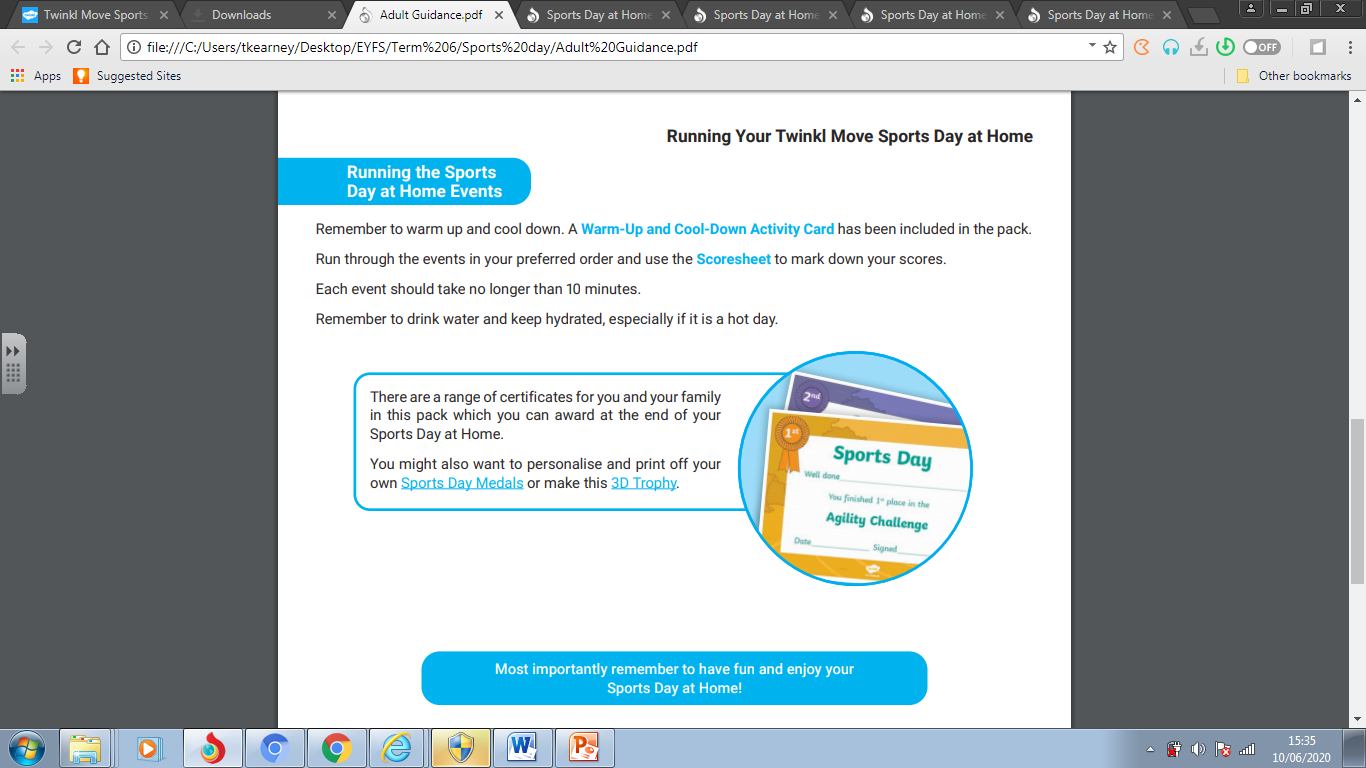 Twinkl Move Sports
Downloads
Adult Guidance.pdf
Sports Day at Home
Sports Day at Home
Sports Day at Home
Sports Day at Home
file:///C:/Users/tkearney/Desktop/EYFS/Term%206/Sports%20day/Adult%20Guidance.pdf
OFF
Apps
Suggested Sites
Other bookmarks
Running Your Twinkl Move Sports Day at Home
Running the Sports
Day at Home Events
Remember to warm up and cool down. A Warm-Up and Cool-Down Activity Card has been included in the pack.
Run through the events in your preferred order and use the Scoresheet to mark down your scores.
Each event should take no longer than 10 minutes.
Remember to drink water and keep hydrated, especially if it is a hot day.
There are a range of certificates for you and your family
in this pack which you can award at the end of your
Sports Day at Home.
You might also want to personalise and print off your
own Sports Day Medals or make this 3D Trophy.
2nd
1st
Sports Day
Well done
You finished 1st place in the
Agility Challenge
Date Signed
Most importantly remember to have fun and enjoy your
Sports Day at Home!
15:35
10/06/2020